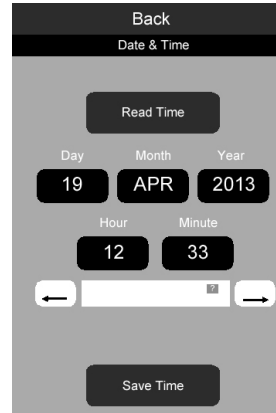 Back
Date & Time
Read Time
Day Month Year
19 APR 2013
Hour Minute
12 33
?
Save Time